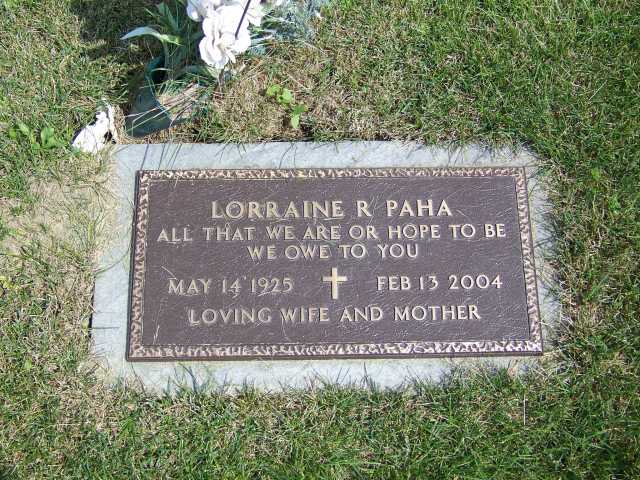 LORRAINE R PAHA
ALL THAT WE ARE OR HOPE TO BE
WE OWE TO YOU
MAY 14 1925 FEB 13 2004
LOVING WIFE AND MOTHER